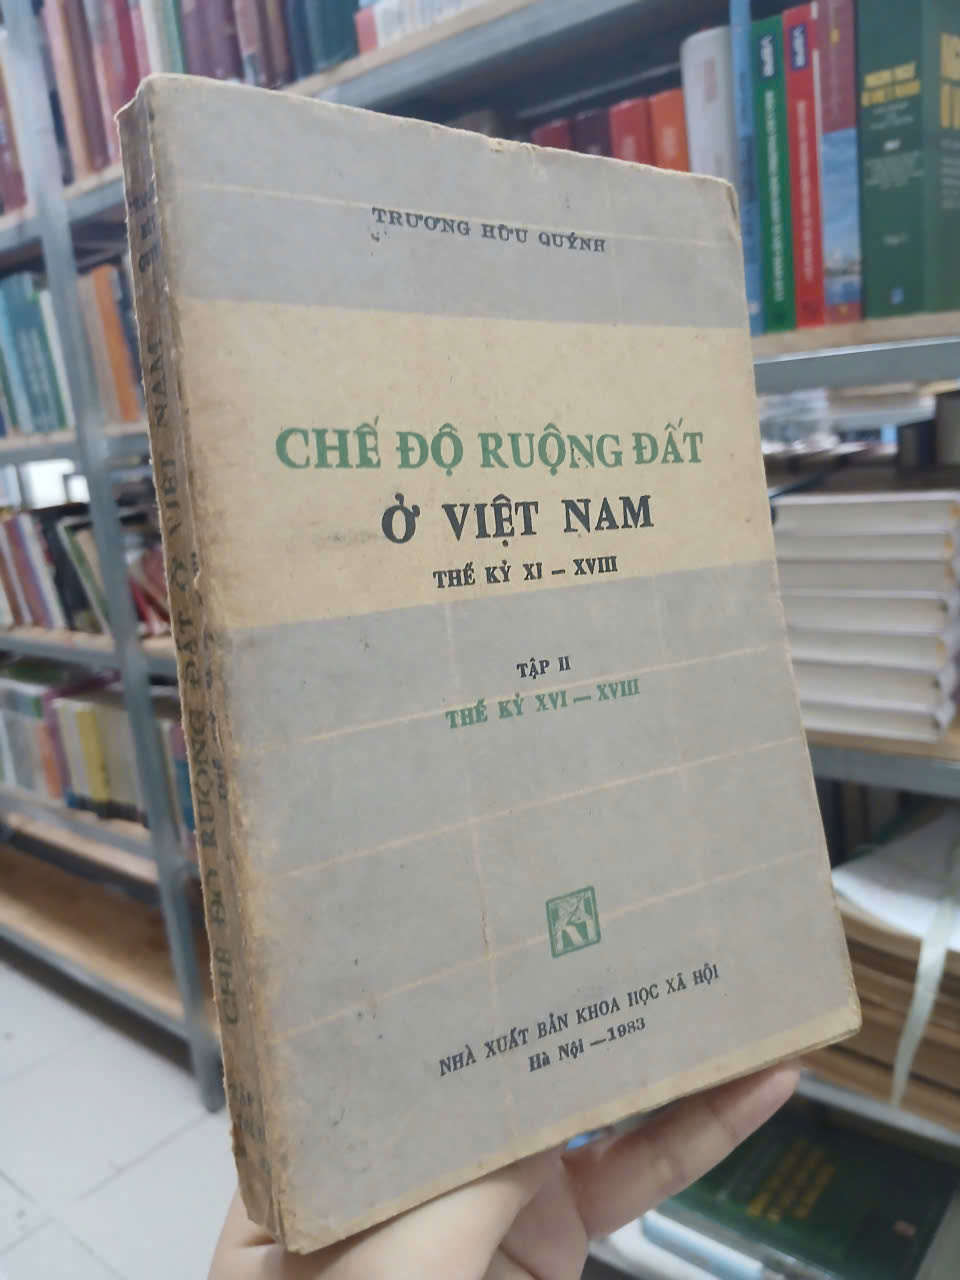 TRƯƠNG HỮU QUÝNH
CHẾ ĐỘ RUỘNG ĐẤT
Ở VIỆT NAM
THẾ KỶ XI — XVIII
TẬP II
THẾ KỶ XVI — XVIII
NHÀ XUẤT BẢN KHOA HỌC XÃ HỘI
Hà Nội — 1983
CHẾ ĐỘ RUỘNG ĐẤT Ở VIỆT NAM